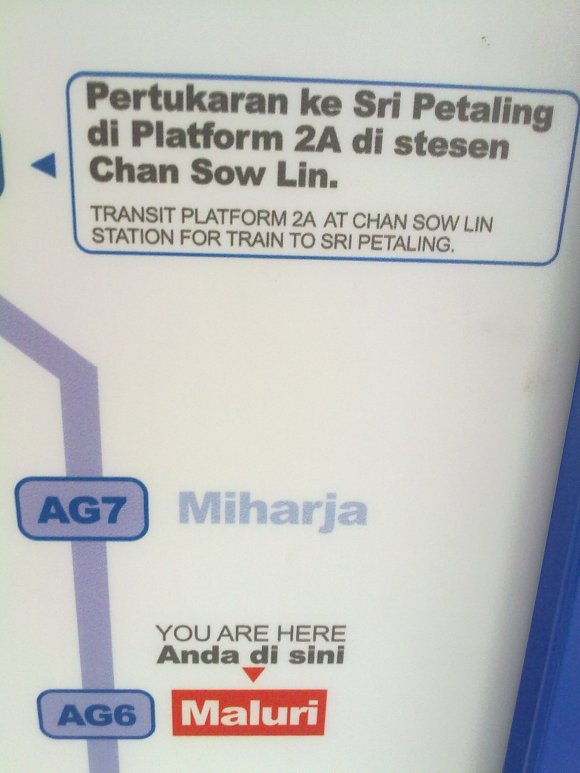 Pertukaran ke Sri Petaling
di Platform 2A di stesen
Chan Sow Lin.
TRANSIT PLATFORM 2A AT CHAN SOW LIN
STATION FOR TRAIN TO SRI PETALING.
AG7 Miharja
YOU ARE HERE
Anda di sini
AG6 Maluri